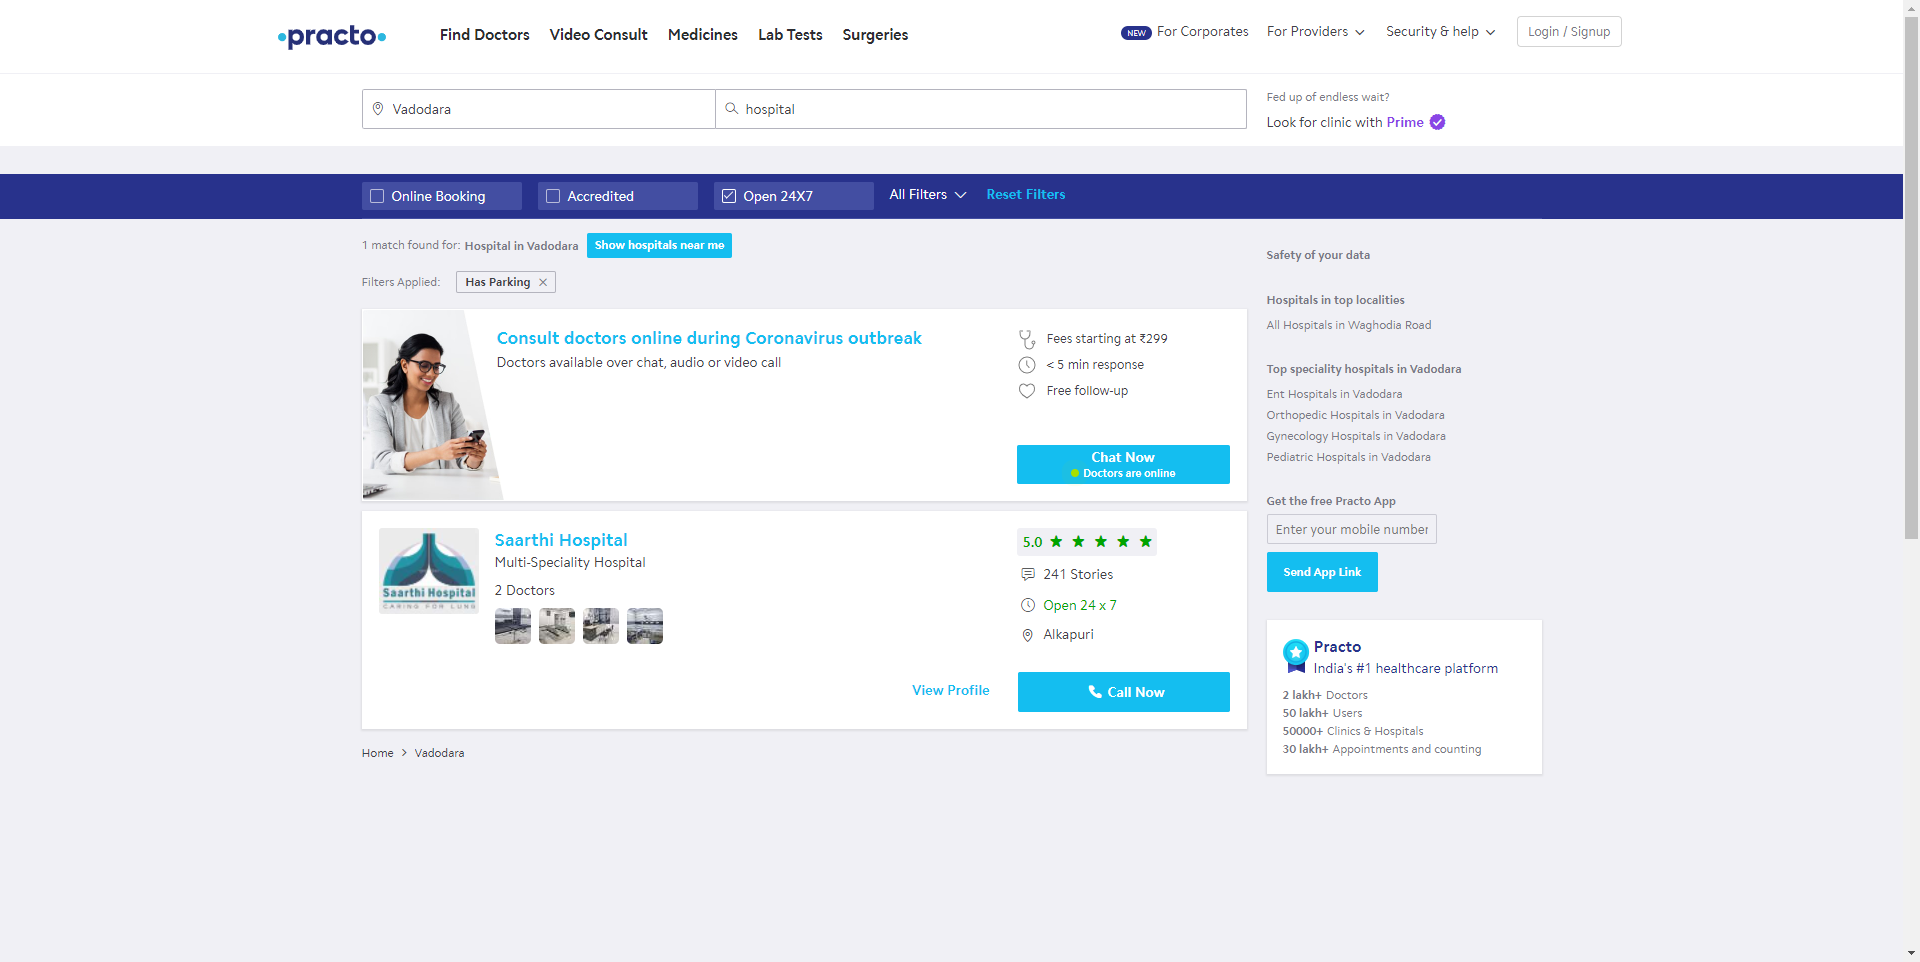 practo
Find Doctors
Video Consult
Medicines
Lab Tests
Surgeries
NEW For Corporates
For Providers
Security & help
Login / Signup
Vadodara
hospital
Fed up of endless wait?
Look for clinic with Prime
Online Booking
Accredited
Open 24X7
All Filters
Reset Filters
1 match found for: Hospital in Vadodara
Show hospitals near me
Filters Applied:
Has Parking
Consult doctors online during Coronavirus outbreak
Doctors available over chat, audio or video call
Fees starting at ₹299
< 5 min response
Free follow-up
Chat Now
Doctors are online
Saarthi Hospital
CARING FOR LUNG
Saarthi Hospital
Multi-Speciality Hospital
2 Doctors
5.0
241 Stories
Open 24 x 7
Alkapuri
View Profile
Call Now
Home
Vadodara
Safety of your data
Hospitals in top localities
All Hospitals in Waghodia Road
Top speciality hospitals in Vadodara
Ent Hospitals in Vadodara
Orthopedic Hospitals in Vadodara
Gynecology Hospitals in Vadodara
Pediatric Hospitals in Vadodara
Get the free Practo App
Enter your mobile number
Send App Link
Practo
India's #1 healthcare platform
2 lakh+ Doctors
50 lakh+ Users
50000+ Clinics & Hospitals
30 lakh+ Appointments and counting